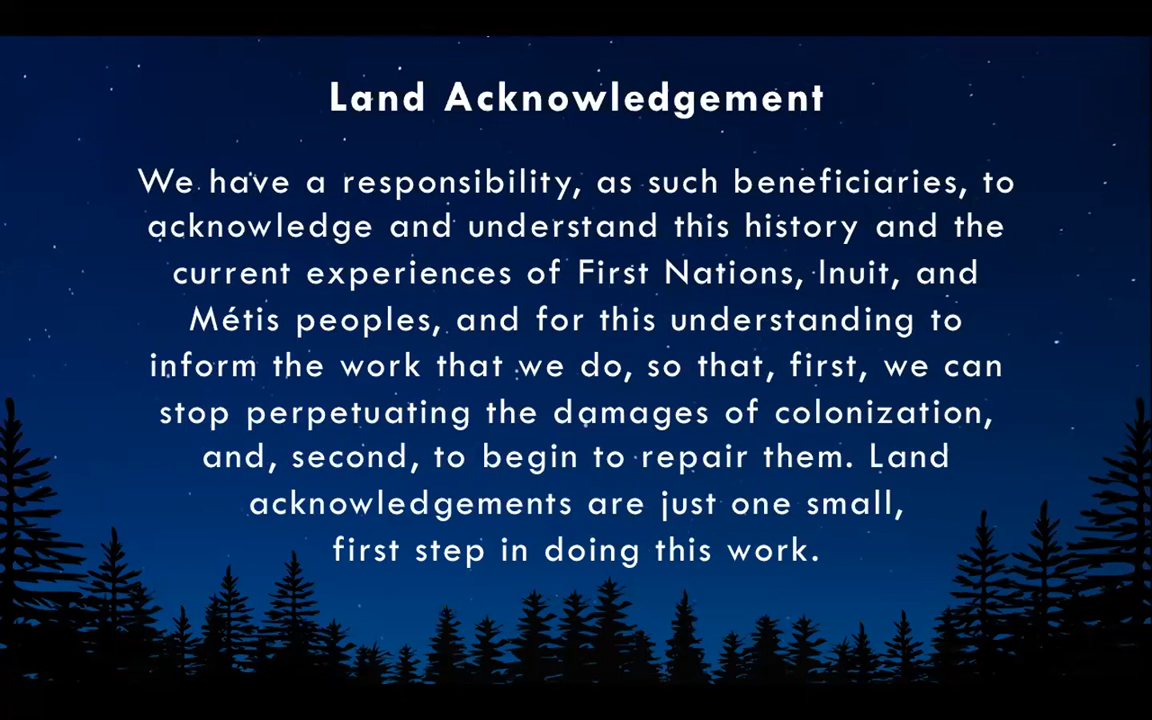 Land Acknowledgement
We have a responsibility, as such beneficiaries, to
acknowledge and understand this history and the
current experiences of First Nations, Inuit, and
Métis peoples, and for this understanding to
inform the work that we do, so that, first, we can
stop perpetuating the damages of colonization,
and, second, to begin to repair them. Land
acknowledgements are just one small,
first step in doing this work.